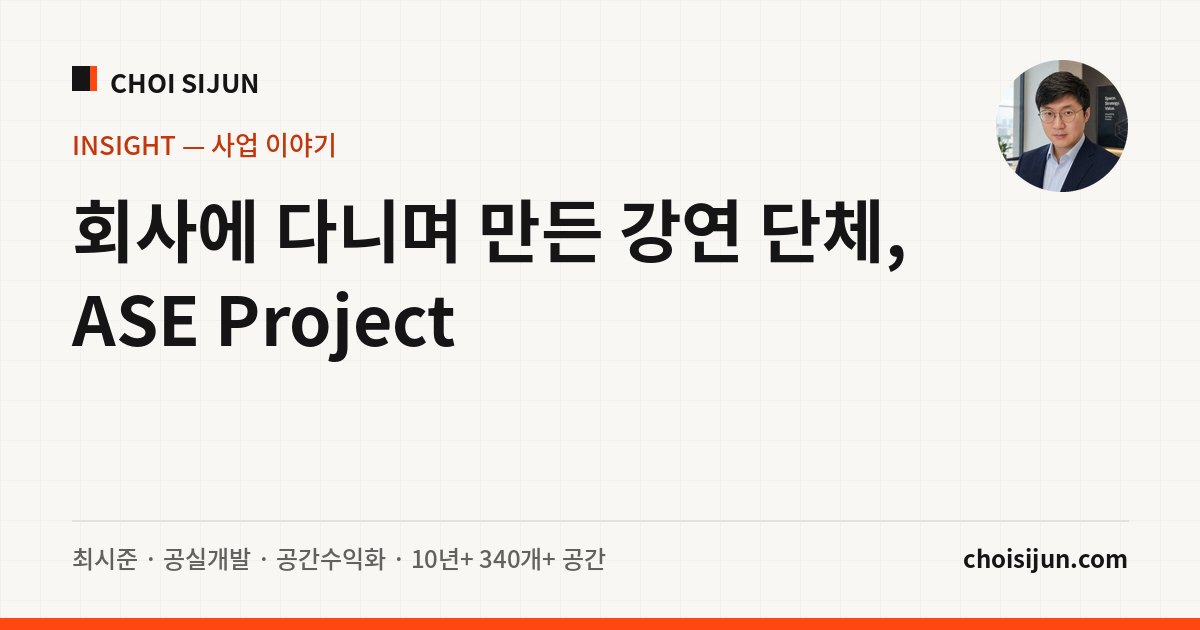 CHOI SIJUN
INSIGHT — 사업 이야기
회사에 다니며 만든 강연 단체,
ASE Project
최시준 · 공실개발 · 공간수익화 · 10년+ 340개+ 공간
choisijun.com